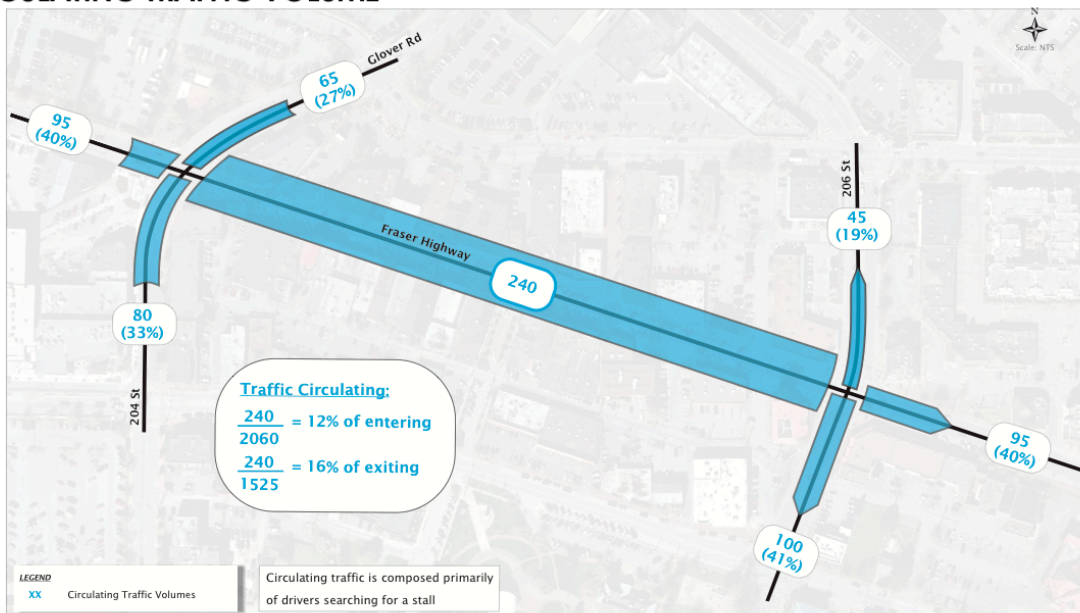 N
Scale: NTS
Glover Rd
65
(27%)
95
(40%)
206 St
45
(19%)
Fraser Highway
240
80
(33%)
204 St
Traffic Circulating:
240
2060
= 12% of entering
240
1525
= 16% of exiting
95
(40%)
100
(41%)
LEGEND
XX Circulating Traffic Volumes
Circulating traffic is composed primarily
of drivers searching for a stall